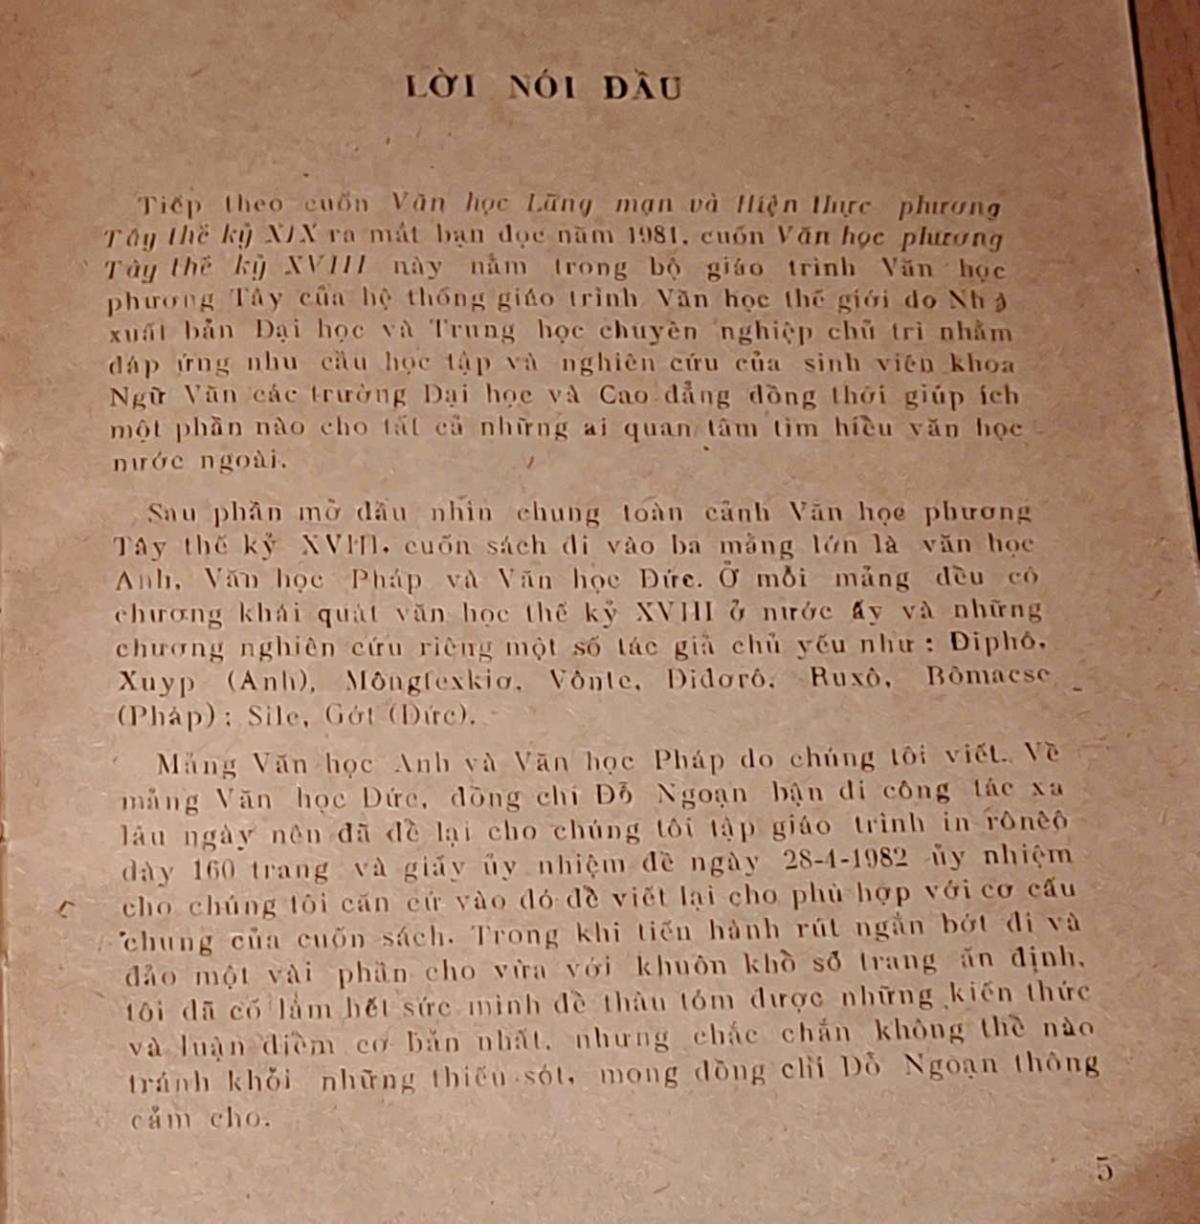 LỜI NÓI ĐẦU
Tiếp theo cuốn Văn học Lãng mạn và Hiện thực phương
Tây thế kỷ XIX ra mắt bạn đọc năm 1981, cuốn Văn học phương
Tây thế kỷ XVIII này nằm trong bộ giáo trình Văn học
phương Tây của hệ thống giáo trình Văn học thế giới do Nhà
xuất bản Đại học và Trung học chuyên nghiệp chủ trì nhằm
đáp ứng nhu cầu học tập và nghiên cứu của sinh viên khoa
Ngữ Văn các trường Đại học và Cao đẳng đồng thời giúp ích
một phần nào cho tất cả những ai quan tâm tìm hiểu văn học
nước ngoài.
Sau phần mở đầu nhìn chung toàn cảnh Văn học phương
Tây thế kỷ XVIII, cuốn sách đi vào ba mảng lớn là văn học
Anh, Văn học Pháp và Văn học Đức. Ở mỗi mảng đều có
chương khái quát văn học thế kỷ XVIII ở nước ấy và những
chương nghiên cứu riêng một số tác giả chủ yếu như : Điphô,
Xuyp (Anh), Môngtexkiơ, Vônte, Điđơrô, Ruxô, Bômacse
(Pháp) ; Sile, Gớt (Đức).
Mảng Văn học Anh và Văn học Pháp do chúng tôi viết. Về
mảng Văn học Đức, đồng chí Đỗ Ngoạn bận đi công tác xa
lâu ngày nên đã để lại cho chúng tôi tập giáo trình in rônêô
dày 160 trang và giấy ủy nhiệm đề ngày 28-4-1982 ủy nhiệm
cho chúng tôi căn cứ vào đó để viết lại cho phù hợp với cơ cấu
chung của cuốn sách. Trong khi tiến hành rút ngắn bớt đi và
đảo một vài phần cho vừa với khuôn khổ số trang ấn định,
tôi đã cố lắm hết sức mình để thâu tóm được những kiến thức
và luận điểm cơ bản nhất, nhưng chắc chắn không thể nào
tránh khỏi những thiếu sót, mong đồng chí Đỗ Ngoạn thông
cảm cho.
5